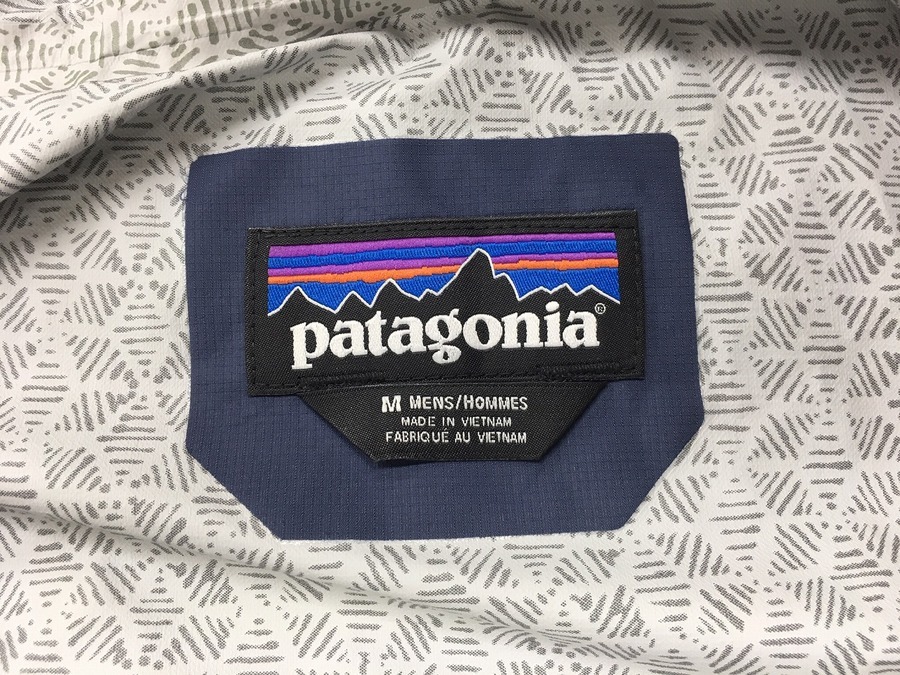 patagonia®
M MENS/HOMMES
MADE IN VIETNAM
FABRIQUÉ AU VIETNAM